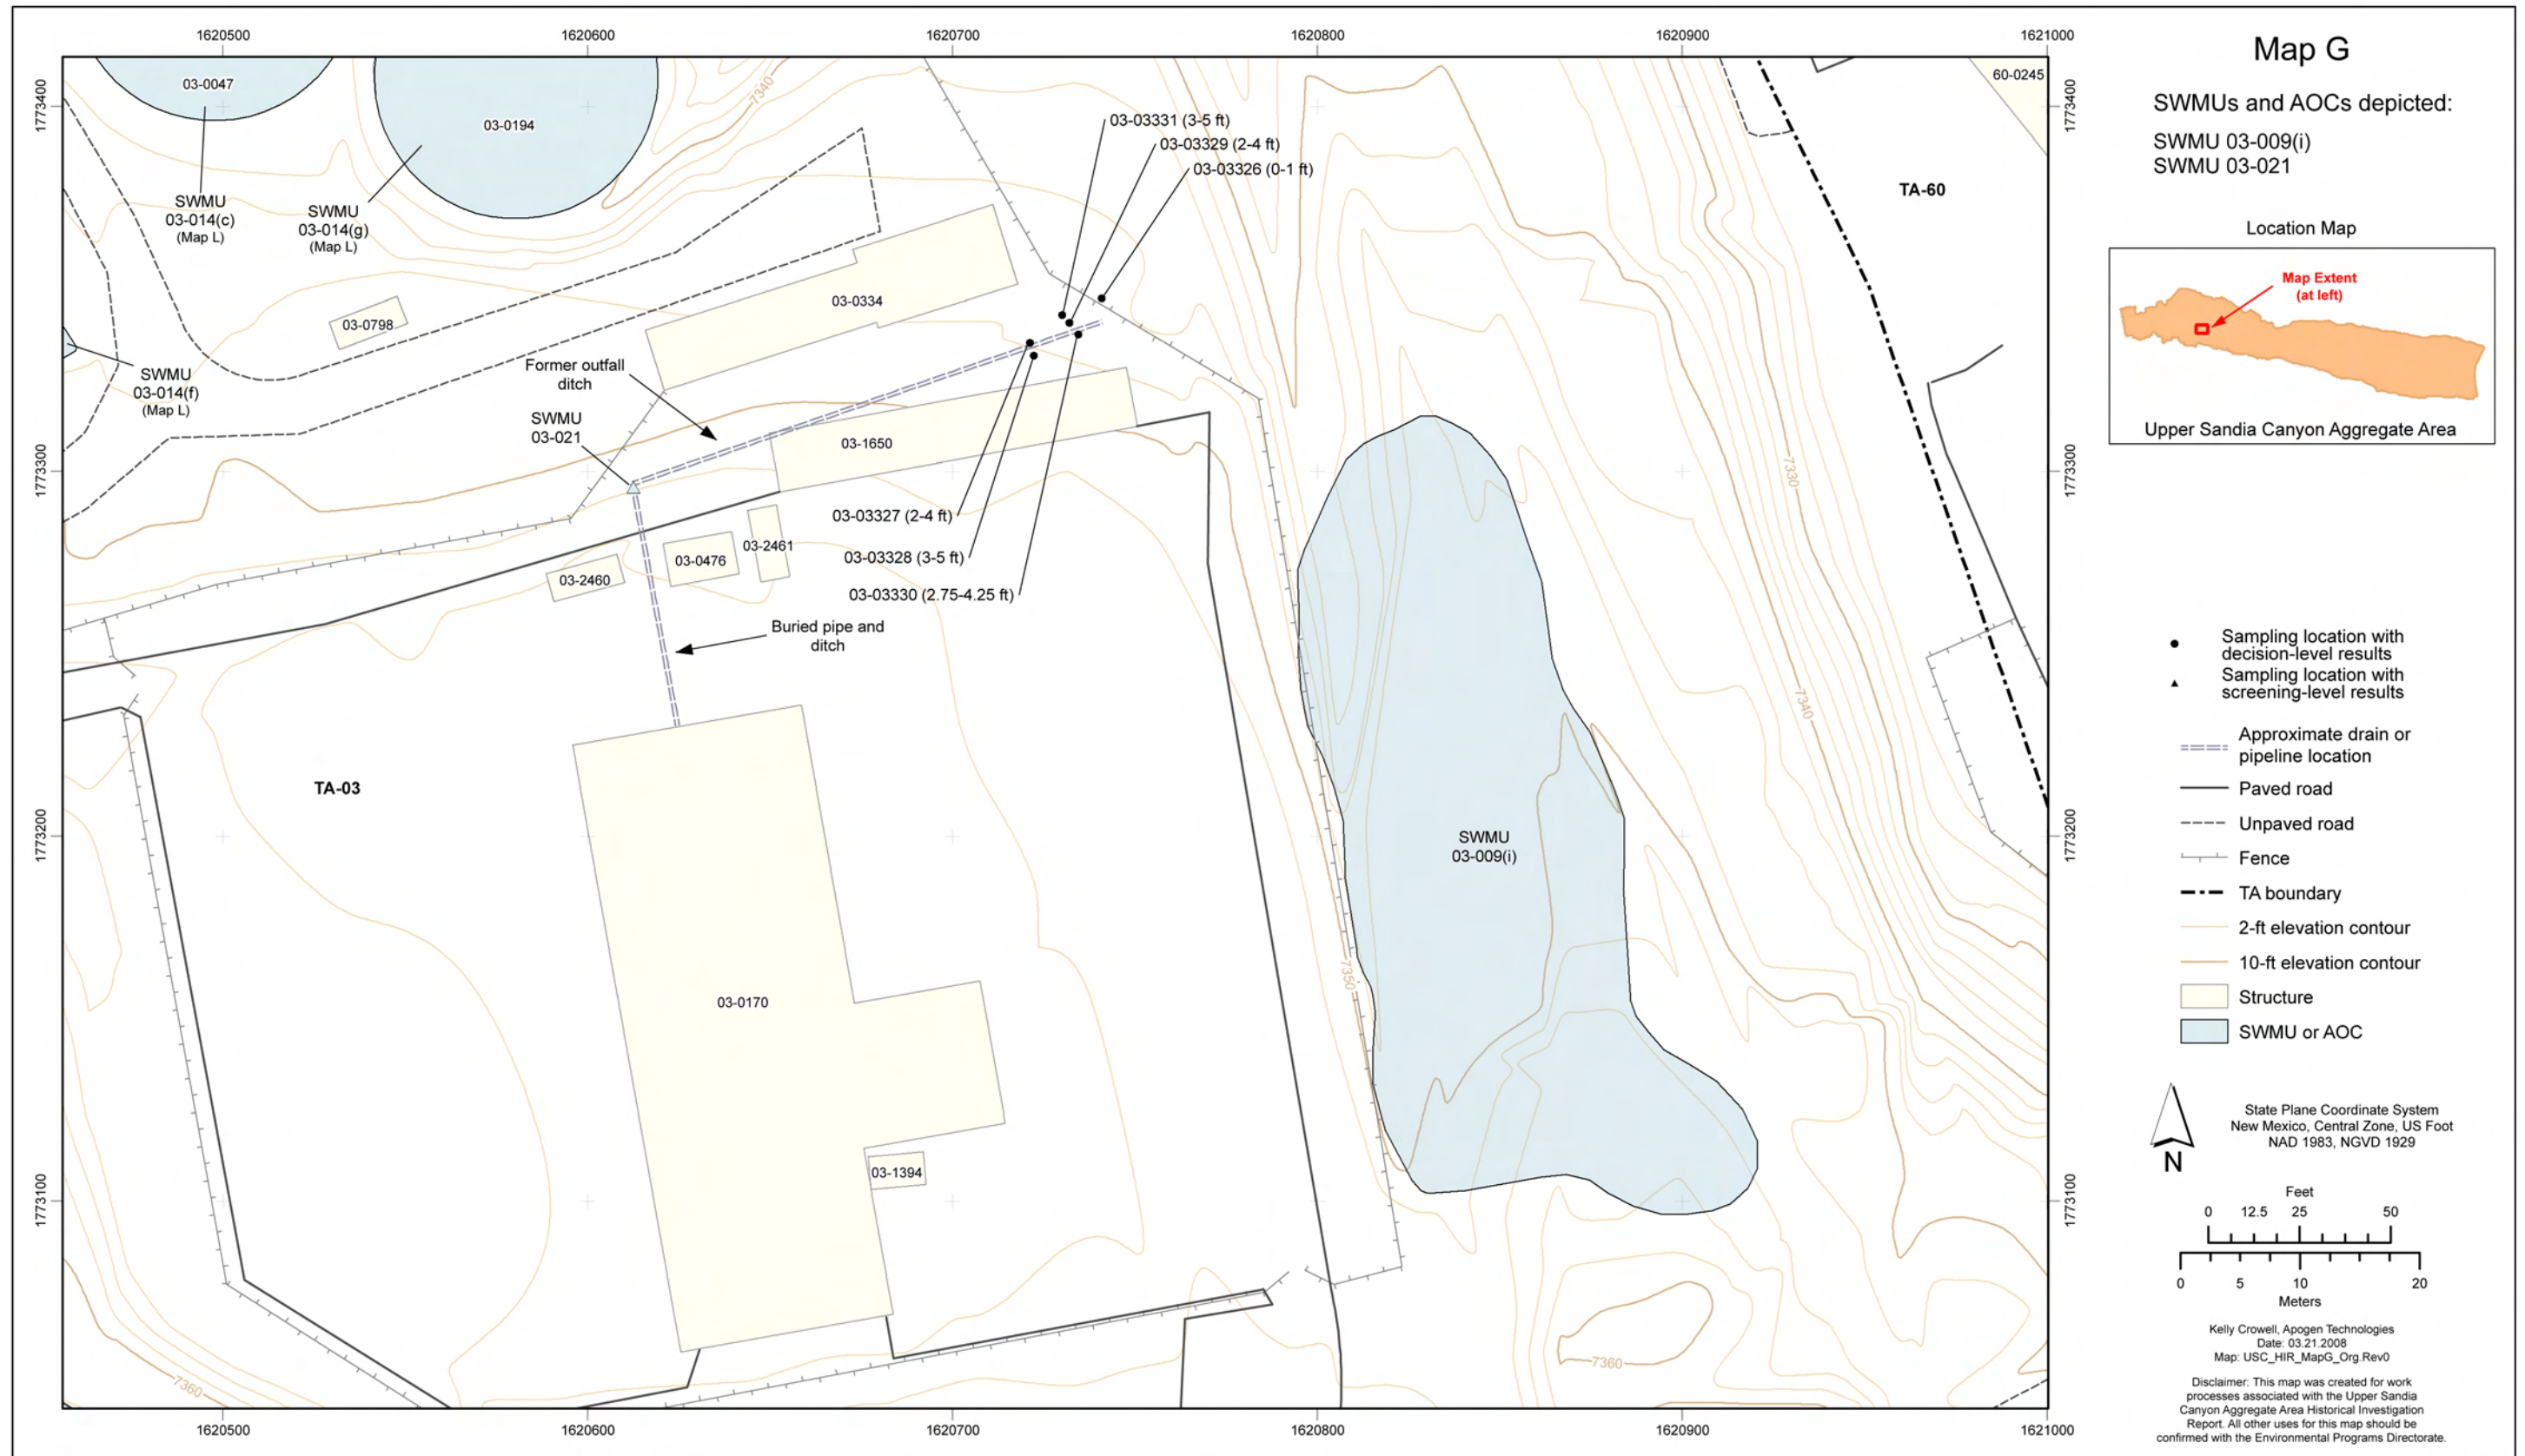 1620500
1620600
1620700
1620800
1620900
1621000
1773400
1773300
1773200
1773100
03-0047
03-0194
7340
60-0245
03-03331 (3-5 ft)
03-03329 (2-4 ft)
03-03326 (0-1 ft)
TA-60
SWMU
03-014(c)
(Map L)
SWMU
03-014(g)
(Map L)
03-0334
03-0798
SWMU
03-014(f)
(Map L)
Former outfall
ditch
SWMU
03-021
03-1650
7330
03-03327 (2-4 ft)
03-2461
03-0476
03-03328 (3-5 ft)
03-2460
03-03330 (2.75-4.25 ft)
Buried pipe and
ditch
7340
TA-03
SWMU
03-009(i)
7350
03-0170
03-1394
7360
7360
1773400
1773300
1773200
1773100
1620500
1620600
1620700
1620800
1620900
1621000
Map G
SWMUs and AOCs depicted:
SWMU 03-009(i)
SWMU 03-021
Location Map
Map Extent
(at left)
Upper Sandia Canyon Aggregate Area
Sampling location with
decision-level results
Sampling location with
screening-level results
Approximate drain or
pipeline location
Paved road
Unpaved road
Fence
TA boundary
2-ft elevation contour
10-ft elevation contour
Structure
SWMU or AOC
N
State Plane Coordinate System
New Mexico, Central Zone, US Foot
NAD 1983, NGVD 1929
Feet
0 12.5 25 50
0 5 10 20
Meters
Kelly Crowell, Apogen Technologies
Date: 03.21.2008
Map: USC_HIR_MapG_Org.Rev0
Disclaimer: This map was created for work
processes associated with the Upper Sandia
Canyon Aggregate Area Historical Investigation
Report. All other uses for this map should be
confirmed with the Environmental Programs Directorate.